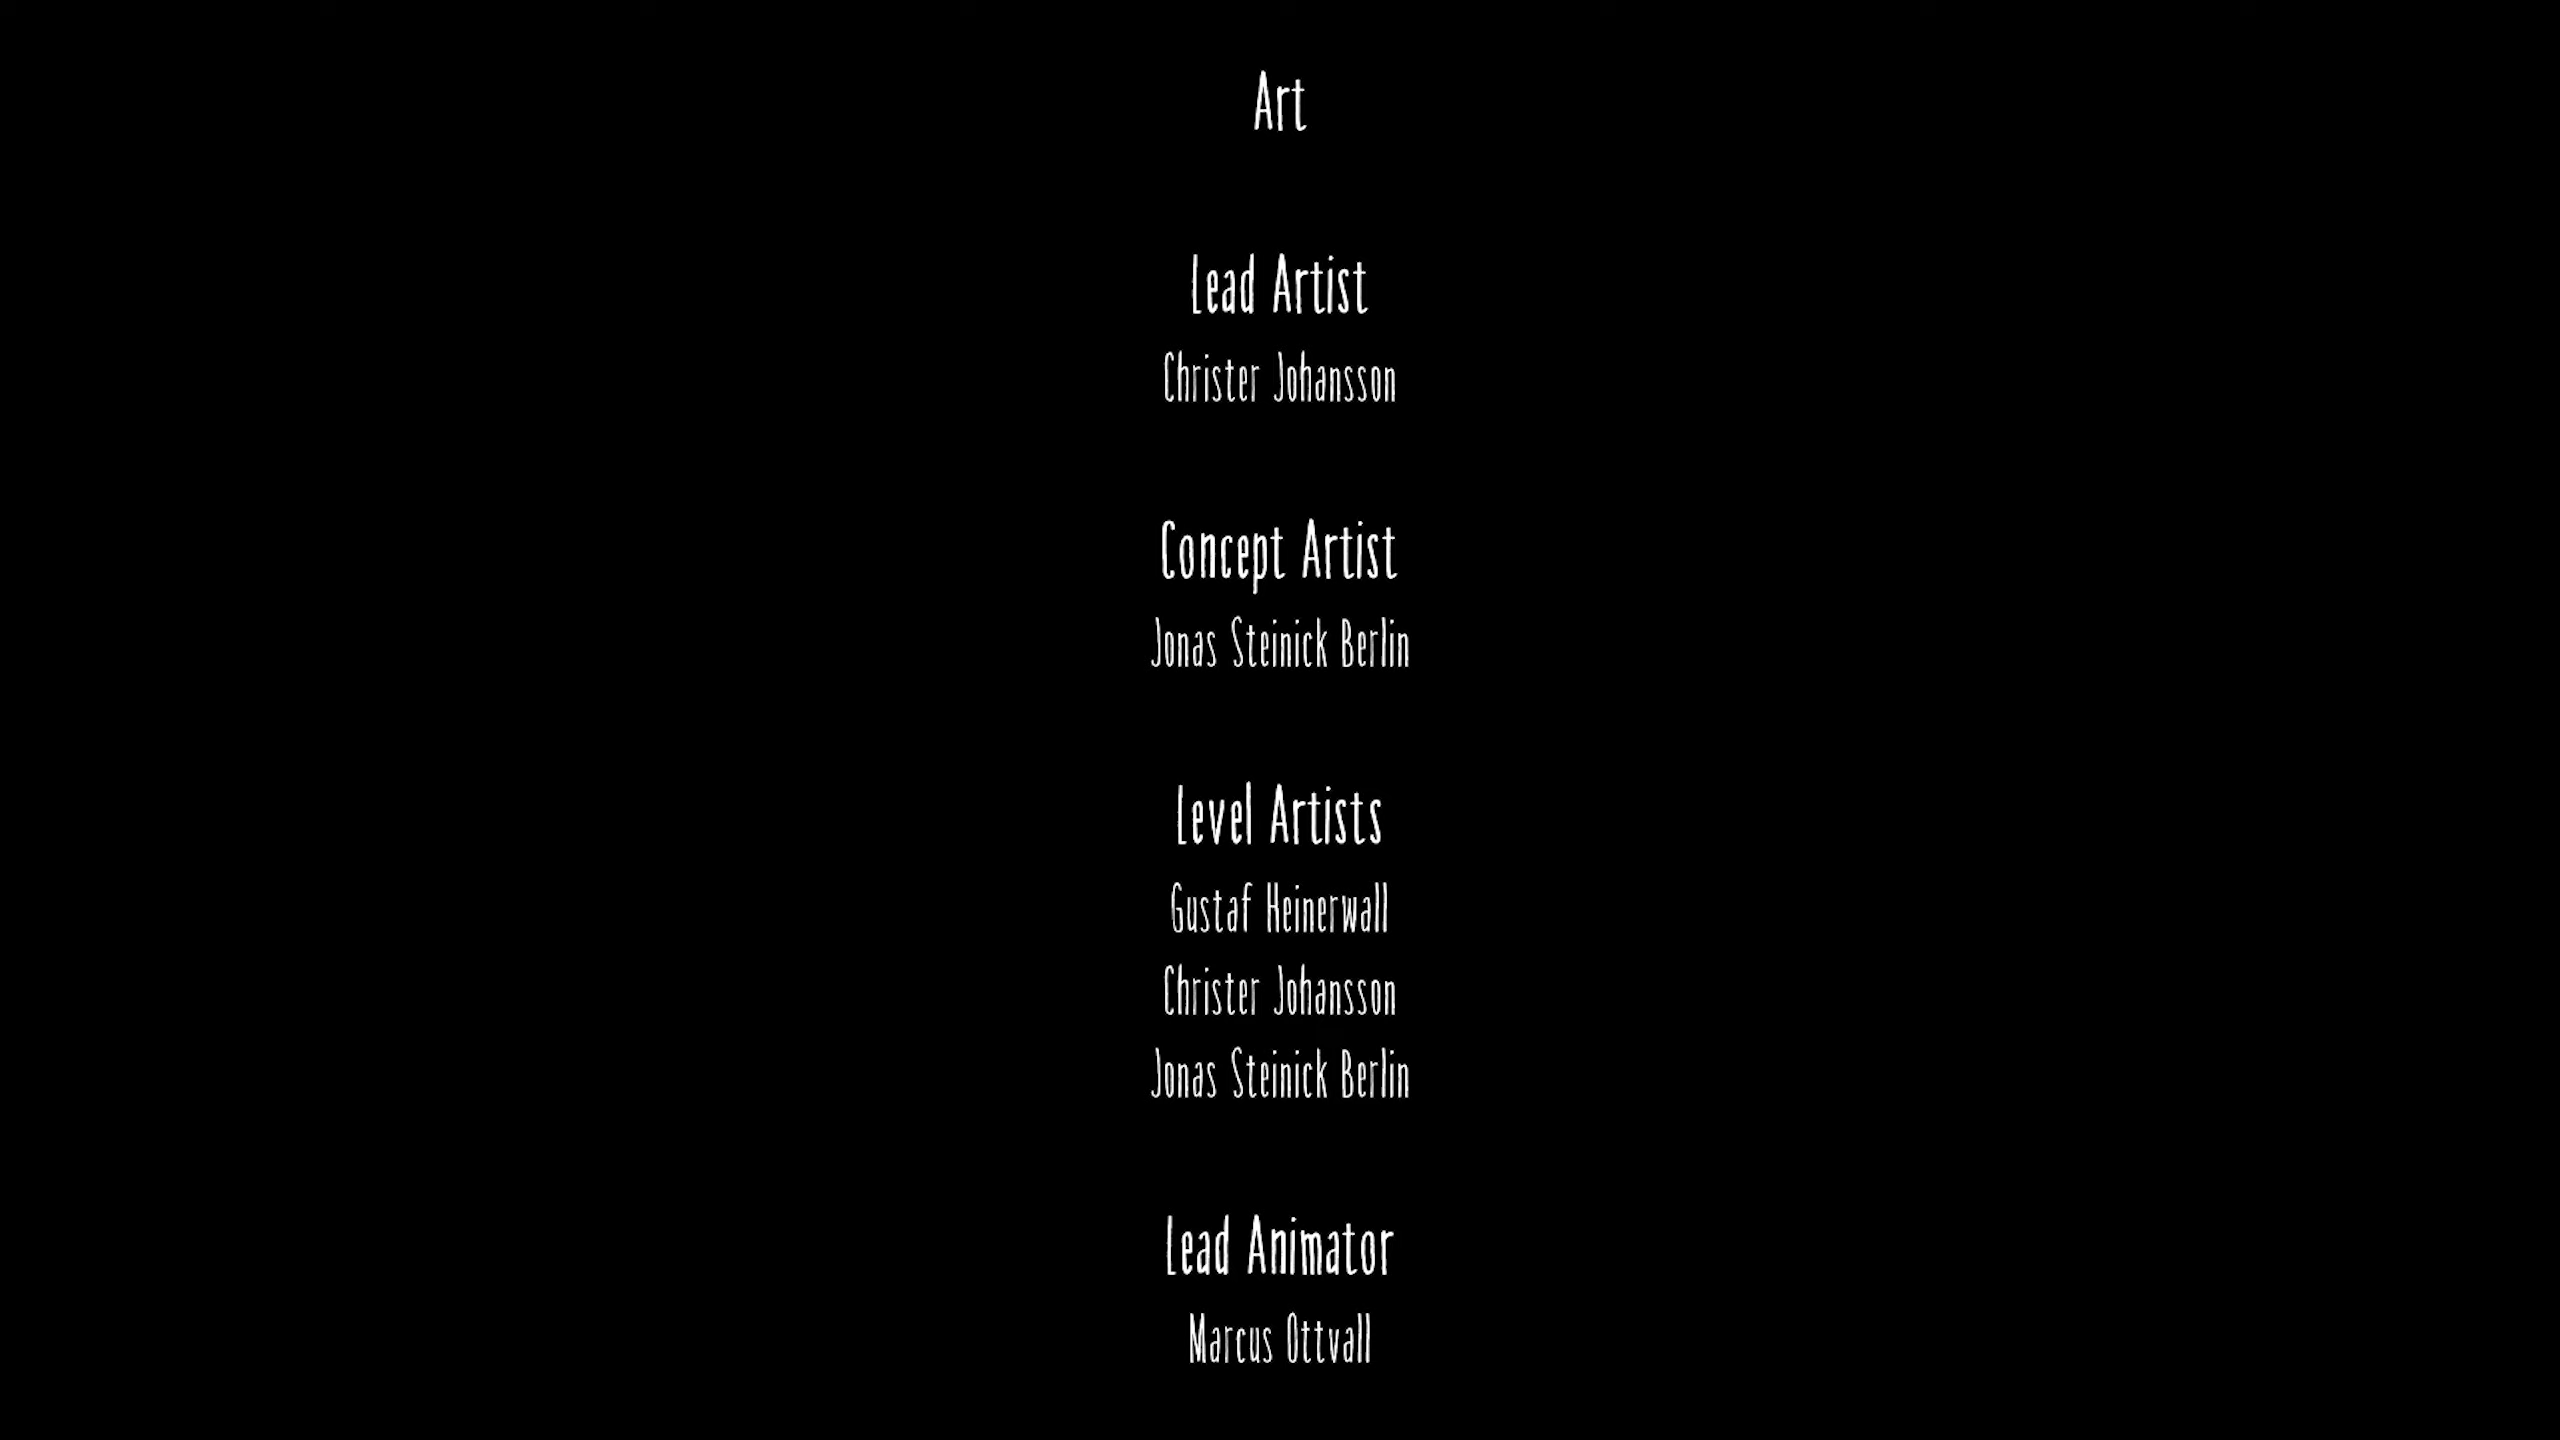 Art
Lead Artist
Christer Johansson
Concept Artist
Jonas Steinick Berlin
Level Artists
Gustaf Heinerwall
Christer Johansson
Jonas Steinick Berlin
Lead Animator
Marcus Ottvall